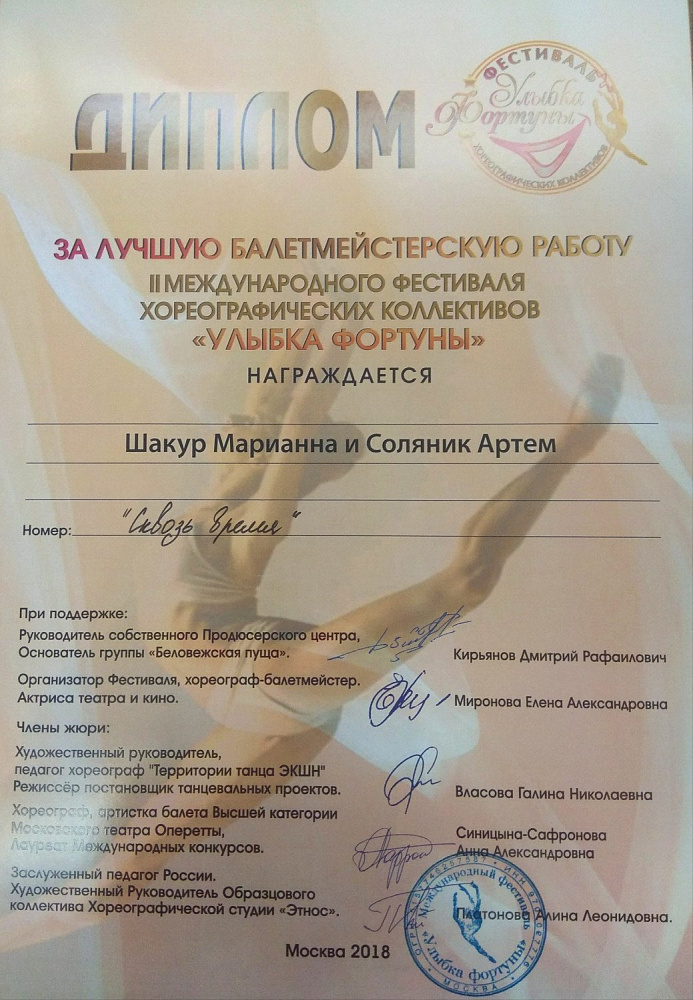 ФЕСТИВАЛЬ
Улыбка
Фортуны
ХОРЕОГРАФИЧЕСКИХ КОЛЛЕКТИВОВ
ДИПЛОМ
ЗА ЛУЧШУЮ БАЛЕТМЕЙСТЕРСКУЮ РАБОТУ
II МЕЖДУНАРОДНОГО ФЕСТИВАЛЯ
ХОРЕОГРАФИЧЕСКИХ КОЛЛЕКТИВОВ
«УЛЫБКА ФОРТУНЫ»
НАГРАЖДАЕТСЯ
Шакур Марианна и Соляник Артем
Номер: "Сквозь время"
При поддержке:
Руководитель собственного Продюсерского центра,
Основатель группы «Беловежская пуща».
Кирьянов Дмитрий Рафаилович
Организатор Фестиваля, хореограф-балетмейстер.
Актриса театра и кино.
Миронова Елена Александровна
Члены жюри:
Художественный руководитель,
педагог хореограф "Территории танца ЭКШН"
Режиссёр постановщик танцевальных проектов.
Власова Галина Николаевна
Хореограф, артистка балета Высшей категории
Московского театра Оперетты,
Лауреат Международных конкурсов.
Синицына-Сафронова
Анна Александровна
Заслуженный педагог России.
Художественный Руководитель Образцового
коллектива Хореографической студии «Этнос».
Платонова Алина Леонидовна.
Международный фестиваль
"Улыбка фортуны"
МОСКВА
Москва 2018